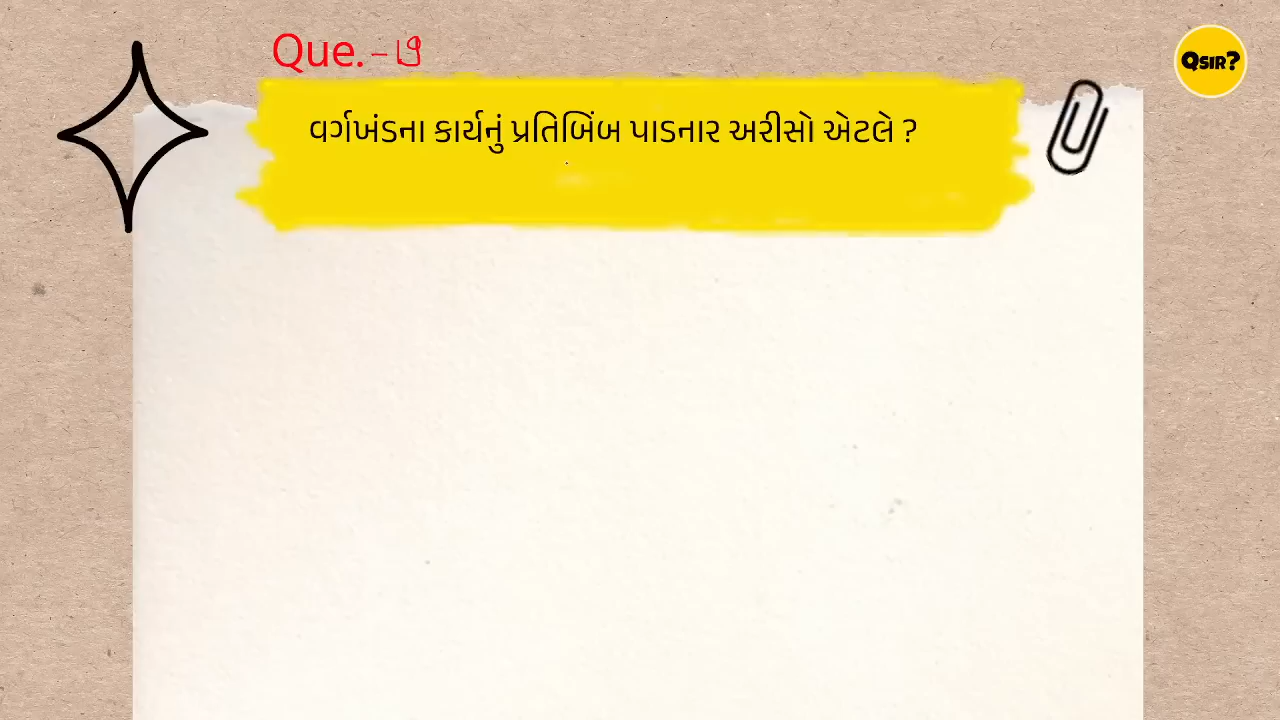 Que. – ૭
વર્ગખંડના કાર્યનું પ્રતિબિંબ પાડનાર અરીસો એટલે ?
QSIR?